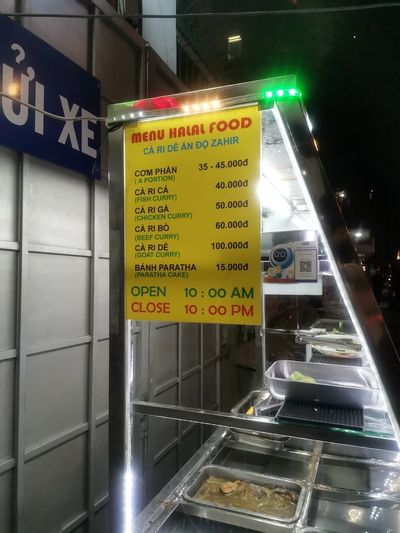 ỬI XE
MENU HALAL FOOD
CÀ RI DÊ ẤN ĐỘ ZAHIR
CƠM PHẦN 35 - 45.000đ
( A PORTION)
CÀ RI CÁ 40.000đ
(FISH CURRY)
CÀ RI GÀ 50.000đ
(CHICKEN CURRY)
CÀ RI BÒ 60.000đ
(BEEF CURRY)
CÀ RI DÊ 100.000đ
(GOAT CURRY)
BÁNH PARATHA 15.000đ
(PARATHA CAKE)
OPEN 10 : 00 AM
CLOSE 10 : 00 PM